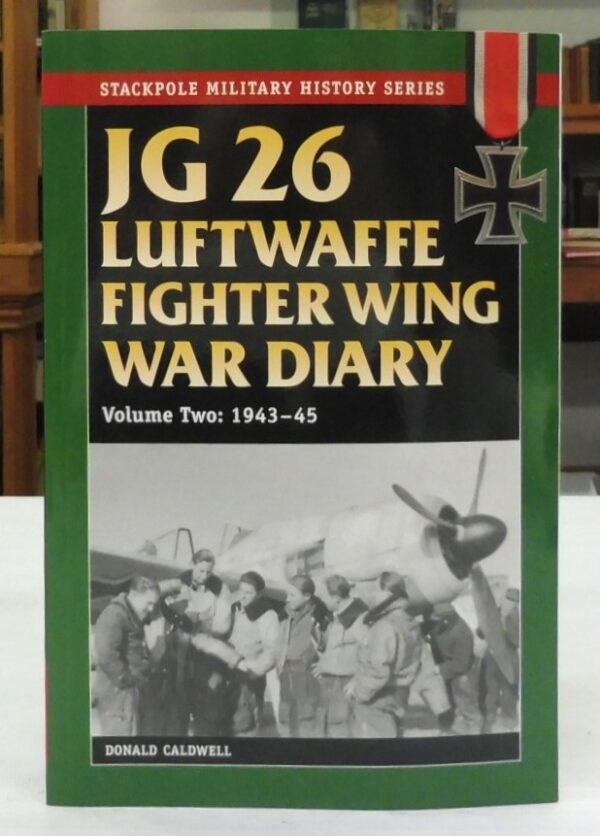 STACKPOLE MILITARY HISTORY SERIES
JG 26
LUFTWAFFE
FIGHTER WING
WAR DIARY
Volume Two: 1943–45
DONALD CALDWELL